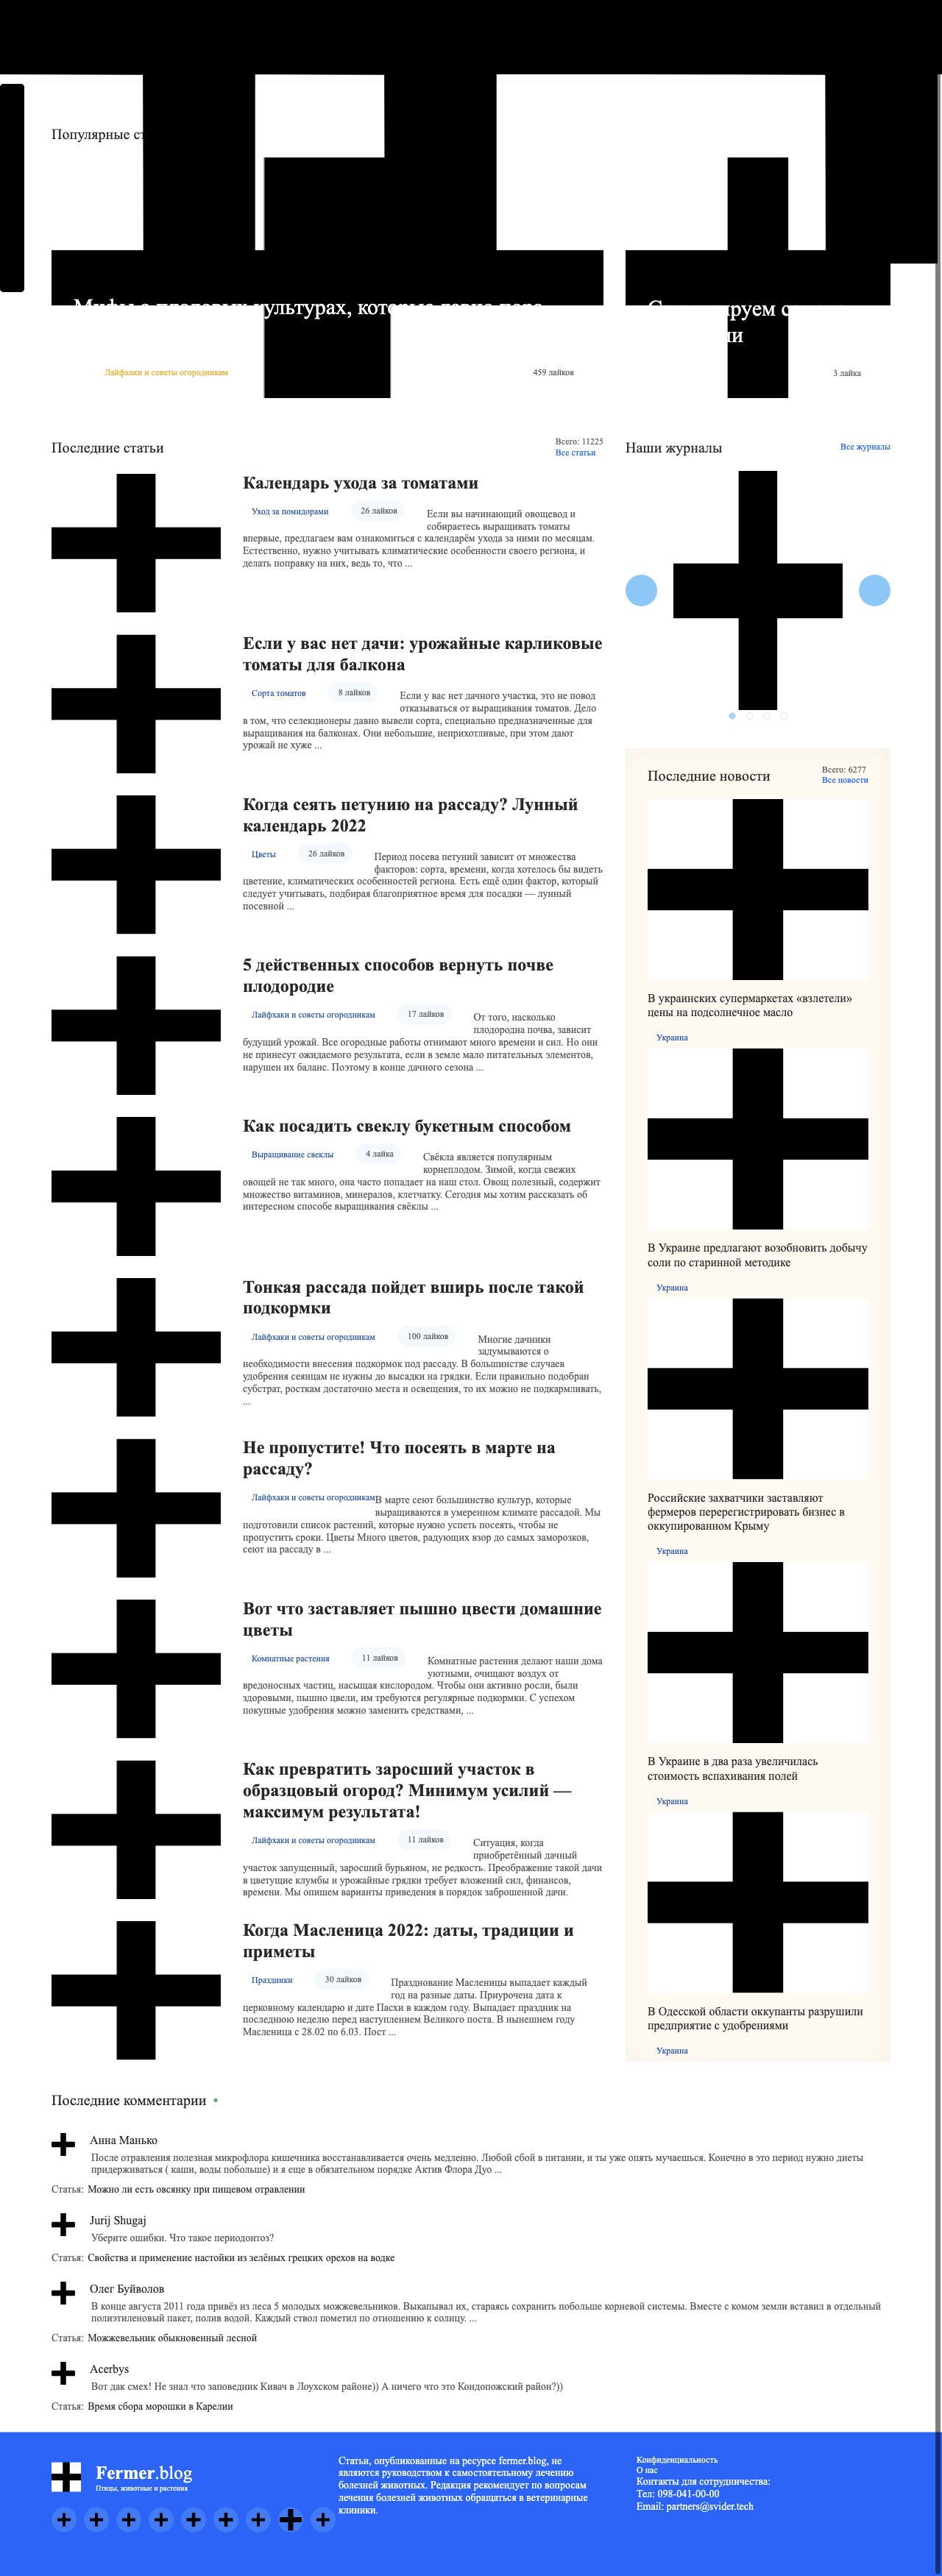 Популярные
культурах,
Лайфхаки и советы огородникам
459 лайков
3 лайка
Последние статьи
Всего: 11225
Все статьи
Наши журналы
Все журналы
Календарь ухода за томатами
Уход за помидорами
26 лайков
Если вы начинающий овощевод и
собираетесь выращивать томаты
впервые, предлагаем вам ознакомиться с календарём ухода за ними по месяцам.
Естественно, нужно учитывать климатические особенности своего региона, и
делать поправку на них, ведь то, что ...
Если у вас нет дачи: урожайные карликовые
томаты для балкона
Сорта томатов
8 лайков
Если у вас нет дачного участка, это не повод
отказываться от выращивания томатов. Дело
в том, что селекционеры давно вывели сорта, специально предназначенные для
выращивания на балконах. Они небольшие, неприхотливые, при этом дают
урожай не хуже ...
Когда сеять петунию на рассаду? Лунный
календарь 2022
Цветы
26 лайков
Период посева петуний зависит от множества
факторов: сорта, времени, когда хотелось бы видеть
цветение, климатических особенностей региона. Есть ещё один фактор, который
следует учитывать, подбирая благоприятное время для посадки — лунный
посевной ...
5 действенных способов вернуть почве
плодородие
Лайфхаки и советы огородникам
17 лайков
От того, насколько
плодородна почва, зависит
будущий урожай. Все огородные работы отнимают много времени и сил. Но они
не принесут ожидаемого результата, если в земле мало питательных элементов,
нарушен их баланс. Поэтому в конце дачного сезона ...
Как посадить свеклу букетным способом
Выращивание свеклы
4 лайка
Свёкла является популярным
корнеплодом. Зимой, когда свежих
овощей не так много, она часто попадает на наш стол. Овощ полезный, содержит
множество витаминов, минералов, клетчатку. Сегодня мы хотим рассказать об
интересном способе выращивания свёклы ...
Тонкая рассада пойдет вширь после такой
подкормки
Лайфхаки и советы огородникам
100 лайков
Многие дачники
задумываются о
необходимости внесения подкормок под рассаду. В большинстве случаев
удобрения сеянцам не нужны до высадки на грядки. Если правильно подобран
субстрат, росткам достаточно места и освещения, то их можно не подкармливать,
...
Не пропустите! Что посеять в марте на
рассаду?
Лайфхаки и советы огородникам
В марте сеют большинство культур, которые
выращиваются в умеренном климате рассадой. Мы
подготовили список растений, которые нужно успеть посеять, чтобы не
пропустить сроки. Цветы Много цветов, радующих взор до самых заморозков,
сеют на рассаду в ...
Вот что заставляет пышно цвести домашние
цветы
Комнатные растения
11 лайков
Комнатные растения делают наши дома
уютными, очищают воздух от
вредоносных частиц, насыщая кислородом. Чтобы они активно росли, были
здоровыми, пышно цвели, им требуются регулярные подкормки. С успехом
покупные удобрения можно заменить средствами, ...
Как превратить заросший участок в
образцовый огород? Минимум усилий —
максимум результата!
Лайфхаки и советы огородникам
11 лайков
Ситуация, когда
приобретённый дачный
участок запущенный, заросший бурьяном, не редкость. Преображение такой дачи
в цветущие клумбы и урожайные грядки требует вложений сил, финансов,
времени. Мы опишем варианты приведения в порядок заброшенной дачи.
Когда Масленица 2022: даты, традиции и
приметы
Праздники
30 лайков
Празднование Масленицы выпадает каждый
год на разные даты. Приурочена дата к
церковному календарю и дате Пасхи в каждом году. Выпадает праздник на
последнюю неделю перед наступлением Великого поста. В нынешнем году
Масленица с 28.02 по 6.03. Пост ...
Последние новости
Всего: 6277
Все новости
В украинских супермаркетах «взлетели»
цены на подсолнечное масло
Украина
В Украине предлагают возобновить добычу
соли по старинной методике
Украина
Российские захватчики заставляют
фермеров перерегистрировать бизнес в
оккупированном Крыму
Украина
В Украине в два раза увеличилась
стоимость вспахивания полей
Украина
В Одесской области оккупанты разрушили
предприятие с удобрениями
Украина
Последние комментарии
Анна Манько
После отравления полезная микрофлора кишечника восстанавливается очень медленно. Любой сбой в питании, и ты уже опять мучаешься. Конечно в это период нужно диеты
придерживаться ( каши, воды побольше) и я еще в обязательном порядке Актив Флора Дуо ...
Статья: Можно ли есть овсянку при пищевом отравлении
Jurij Shugaj
Уберите ошибки. Что такое периодонтоз?
Статья: Свойства и применение настойки из зелёных грецких орехов на водке
Олег Буйволов
В конце августа 2011 года привёз из леса 5 молодых можжевельников. Выкапывал их, стараясь сохранить побольше корневой системы. Вместе с комом земли вставил в отдельный
полиэтиленовый пакет, полив водой. Каждый ствол пометил по отношению к солнцу. ...
Статья: Можжевельник обыкновенный лесной
Acerbys
Вот дак смех! Не знал что заповедник Кивач в Лоухском районе)) А ничего что это Кондопожский район?))
Статья: Время сбора морошки в Карелии
Fermer.blog
Птицы, животные и растения
Статьи, опубликованные на ресурсе fermer.blog, не
являются руководством к самостоятельному лечению
болезней животных. Редакция рекомендует по вопросам
лечения болезней животных обращаться в ветеринарные
клиники.
Конфиденциальность
О нас
Контакты для сотрудничества:
Тел: 098-041-00-00
Email: partners@svider.tech